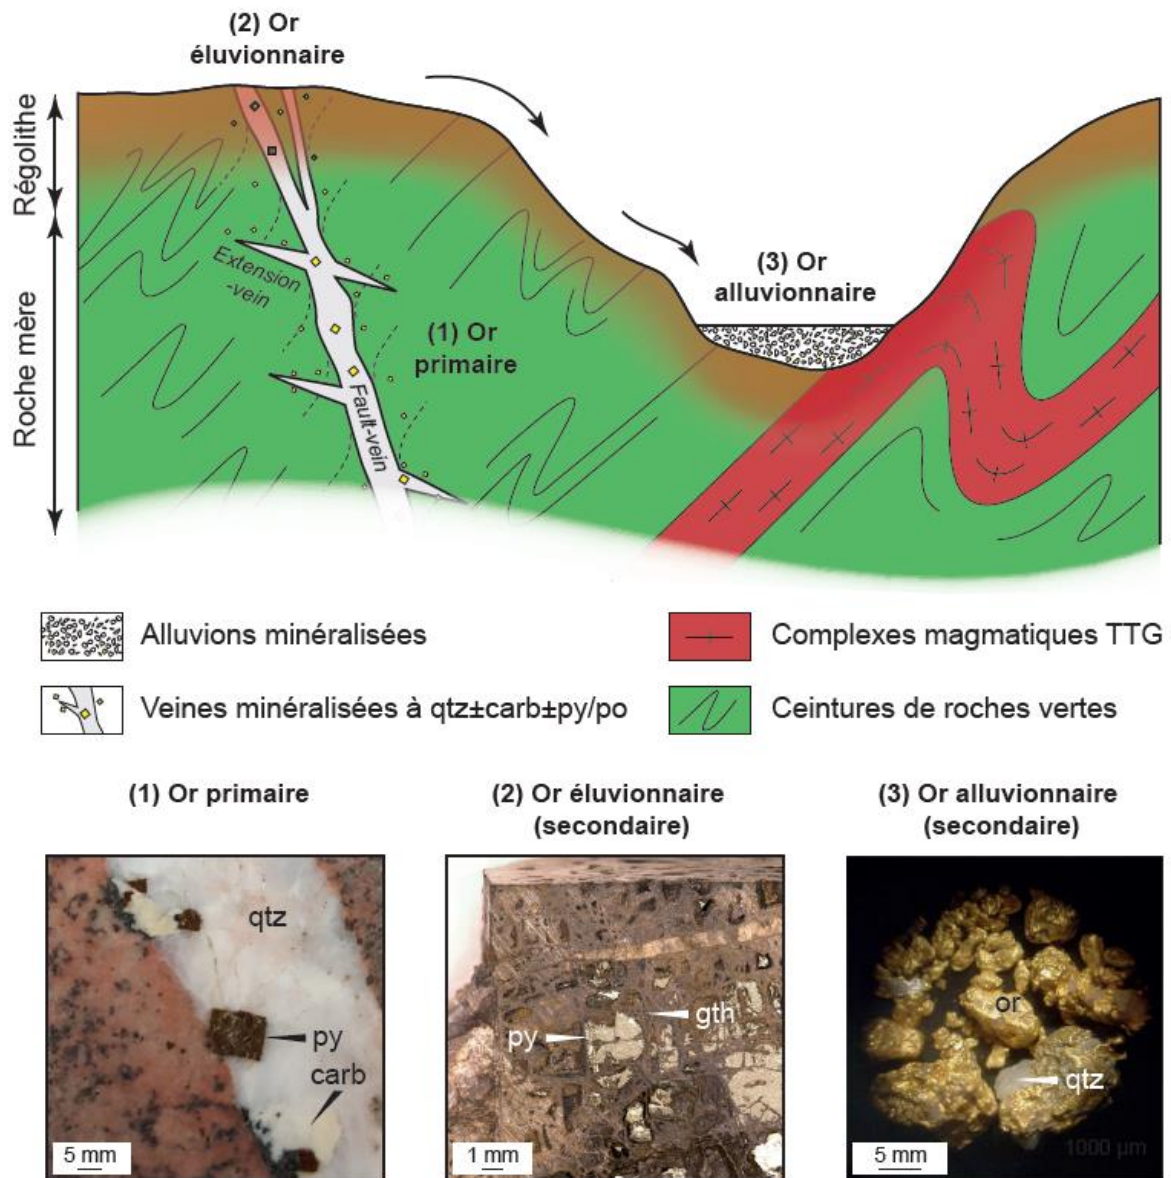 (2) Or
éluvionnaire
Régolithe
Roche mère
Extension
-vein
(1) Or
primaire
Fault-vein
(3) Or
alluvionnaire
Alluvions minéralisées
Complexes magmatiques TTG
Veines minéralisées à qtz±carb±py/po
Ceintures de roches vertes
(1) Or primaire
(2) Or éluvionnaire
(secondaire)
(3) Or alluvionnaire
(secondaire)
qtz
py
carb
5 mm
gth
py
1 mm
or
qtz
5 mm
1000 µm